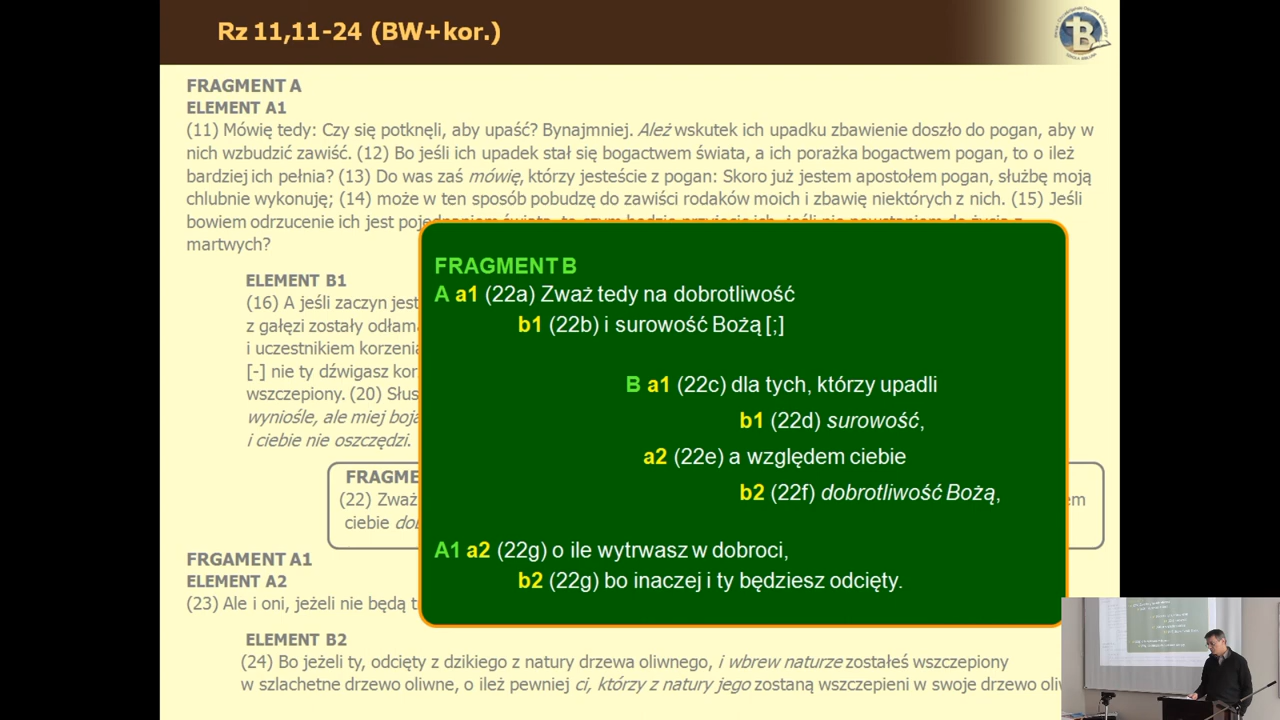 Rz 11,11-24 (BW+kor.)
FRAGMENT A
ELEMENT A1
(11) Mówię tedy: Czy się potknęli, aby upaść? Bynajmniej. Ależ wskutek ich upadku zbawienie doszło do pogan, aby w
nich wzbudzić zawiść. (12) Bo jeśli ich upadek stał się bogactwem świata, a ich porażka bogactwem pogan, to o ileż
bardziej ich pełnia? (13) Do was zaś mówię, którzy jesteście z pogan: Skoro już jestem apostołem pogan, służbę moją
chlubnie wykonuję; (14) może w ten sposób pobudzę do zawiści rodaków moich i zbawię niektórych z nich. (15) Jeśli
bowiem odrzucenie ich jest
martwych?
ELEMENT B1
(16) A jeśli zaczyn jest
z gałęzi zostały
i uczestnikiem
[-] nie ty dźwigasz
wszczepiony. (20)
wyniośle, ale miej
i ciebie nie oszczędzi.
(22)
ciebie
FRGAMENT A1
ELEMENT A2
(23) Ale i oni, jeżeli nie będą
ELEMENT B2
(24) Bo jeżeli ty, odcięty z dzikiego z natury drzewa oliwnego, i wbrew naturze zostałeś wszczepiony
w szlachetne drzewo oliwne, o ileż pewniej ci, którzy z natury jego zostaną wszczepieni w swoje drzewo
FRAGMENT B
A a1 (22a) Zważ tedy na dobrotliwość
b1 (22b) i surowość Bożą [;]
B a1 (22c) dla tych, którzy upadli
b1 (22d) surowość,
a2 (22e) a względem ciebie
b2 (22f) dobrotliwość Bożą,
A1 a2 (22g) o ile wytrwasz w dobroci,
b2 (22g) bo inaczej i ty będziesz odcięty.